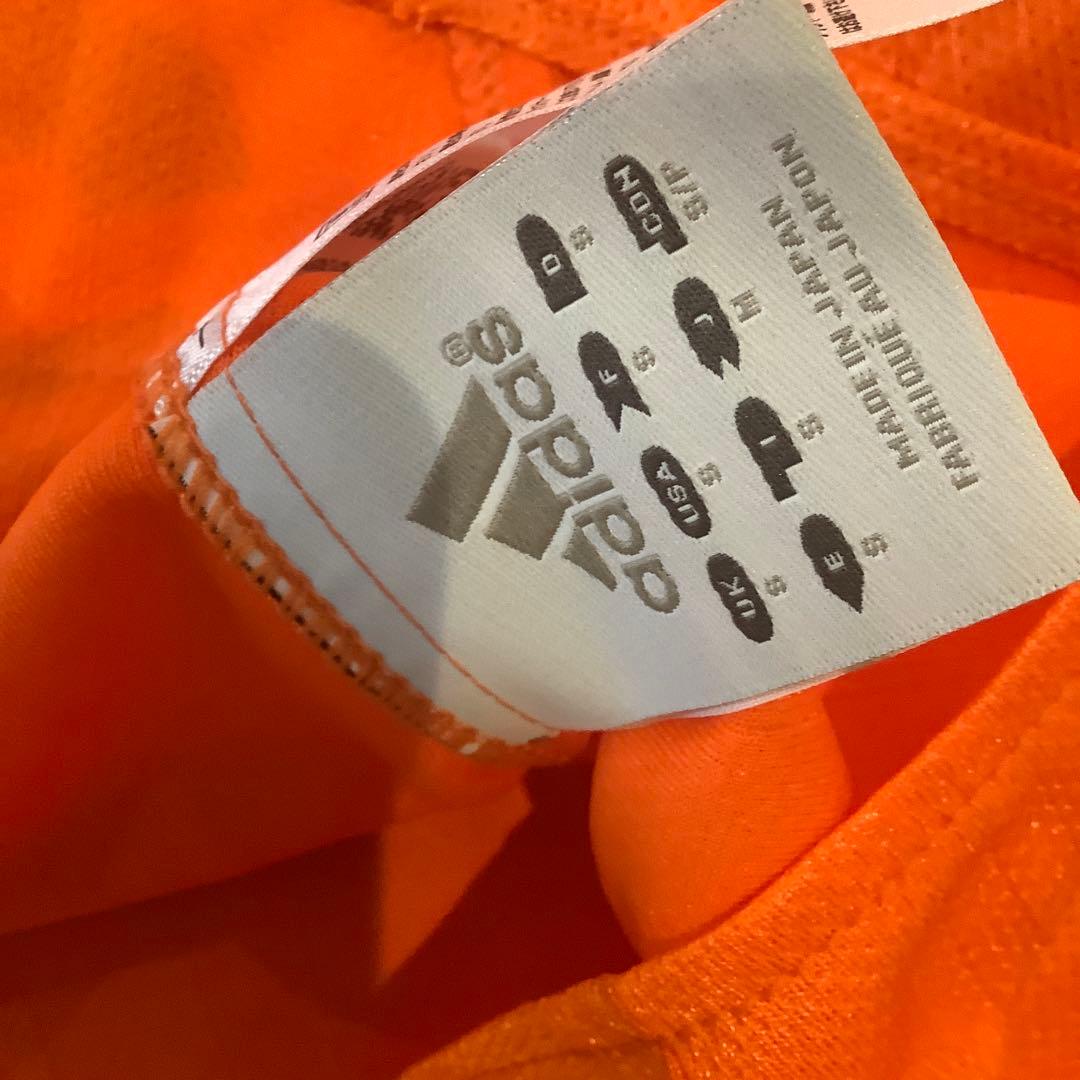 adidas®
UK USA F D
S S S S
E I J CDN
S S M S/P
MADE IN JAPAN
FABRIQUÉ AU JAPON